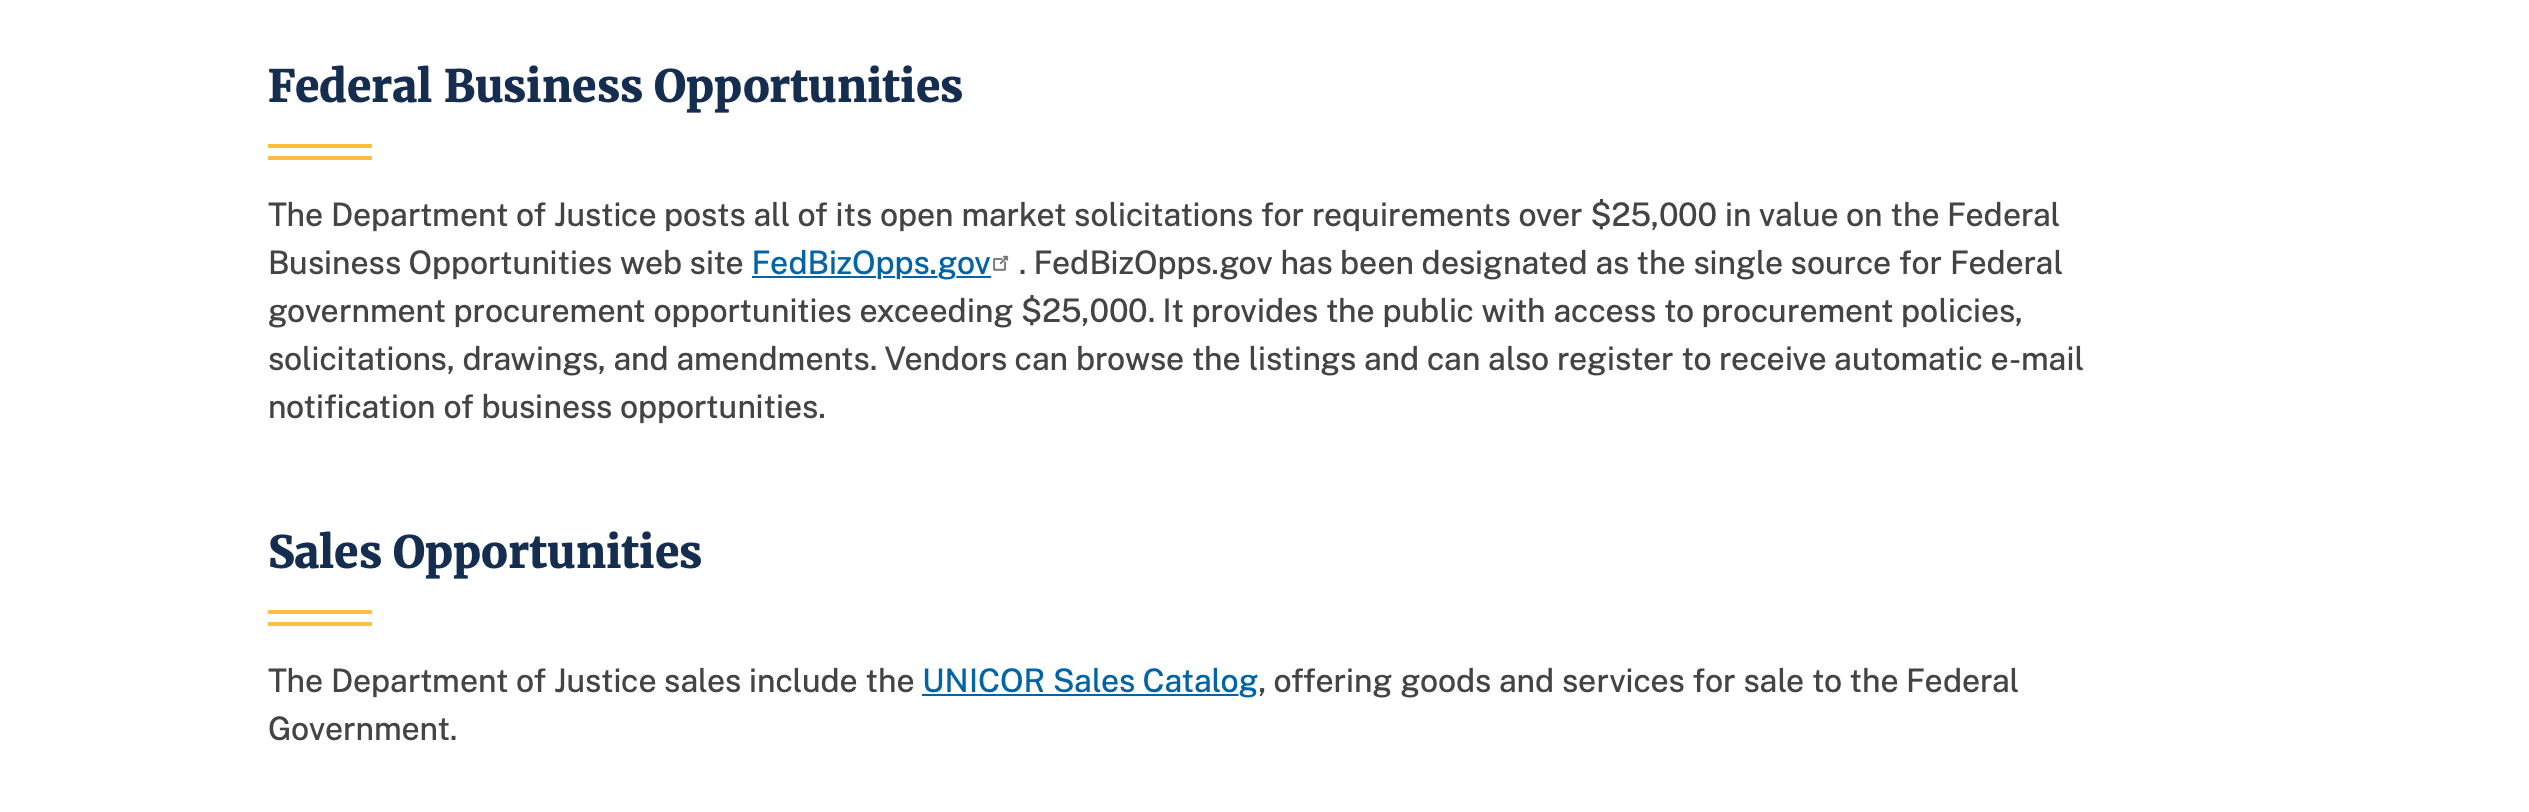 Federal Business Opportunities
The Department of Justice posts all of its open market solicitations for requirements over $25,000 in value on the Federal
Business Opportunities web site FedBizOpps.gov . FedBizOpps.gov has been designated as the single source for Federal
government procurement opportunities exceeding $25,000. It provides the public with access to procurement policies,
solicitations, drawings, and amendments. Vendors can browse the listings and can also register to receive automatic e-mail
notification of business opportunities.
Sales Opportunities
The Department of Justice sales include the UNICOR Sales Catalog, offering goods and services for sale to the Federal
Government.